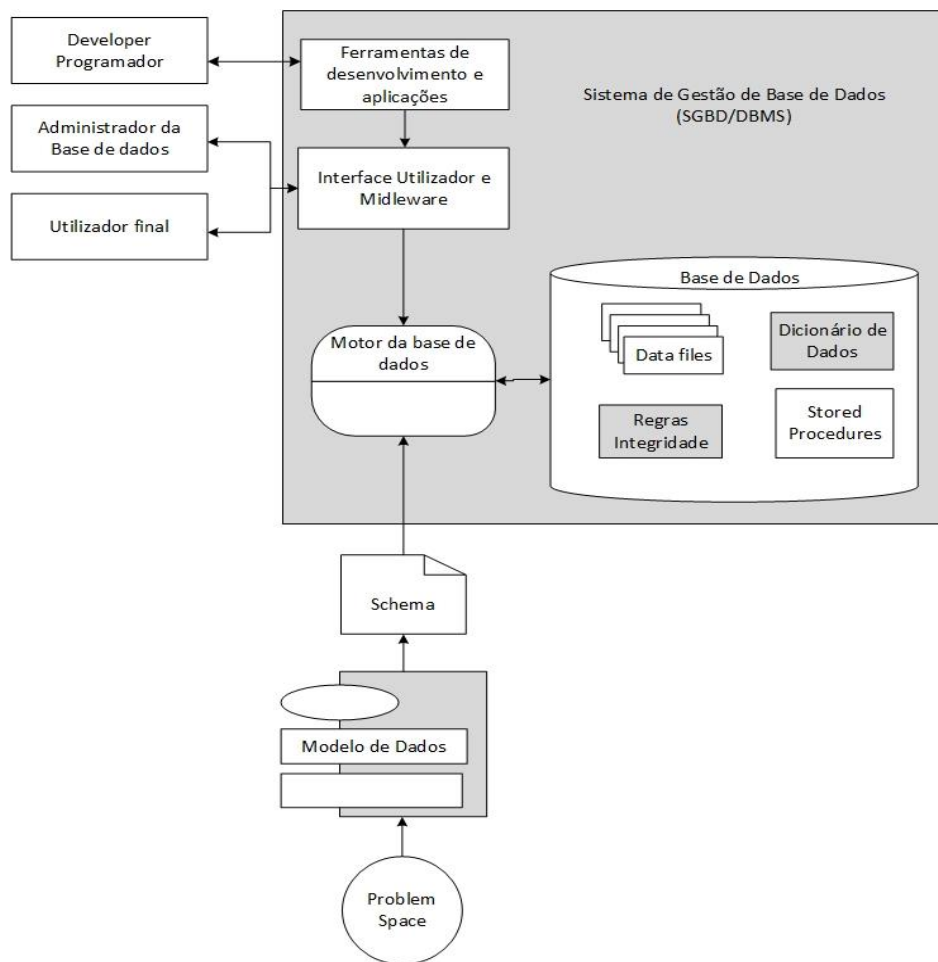 Developer
Programador
Ferramentas de
desenvolvimento e
aplicações
Sistema de Gestão de Base de Dados
(SGBD/DBMS)
Administrador da
Base de dados
Interface Utilizador e
Midleware
Utilizador final
Base de Dados
Motor da base de
dados
Data files
Dicionário de
Dados
Regras
Integridade
Stored
Procedures
Schema
Modelo de Dados
Problem
Space